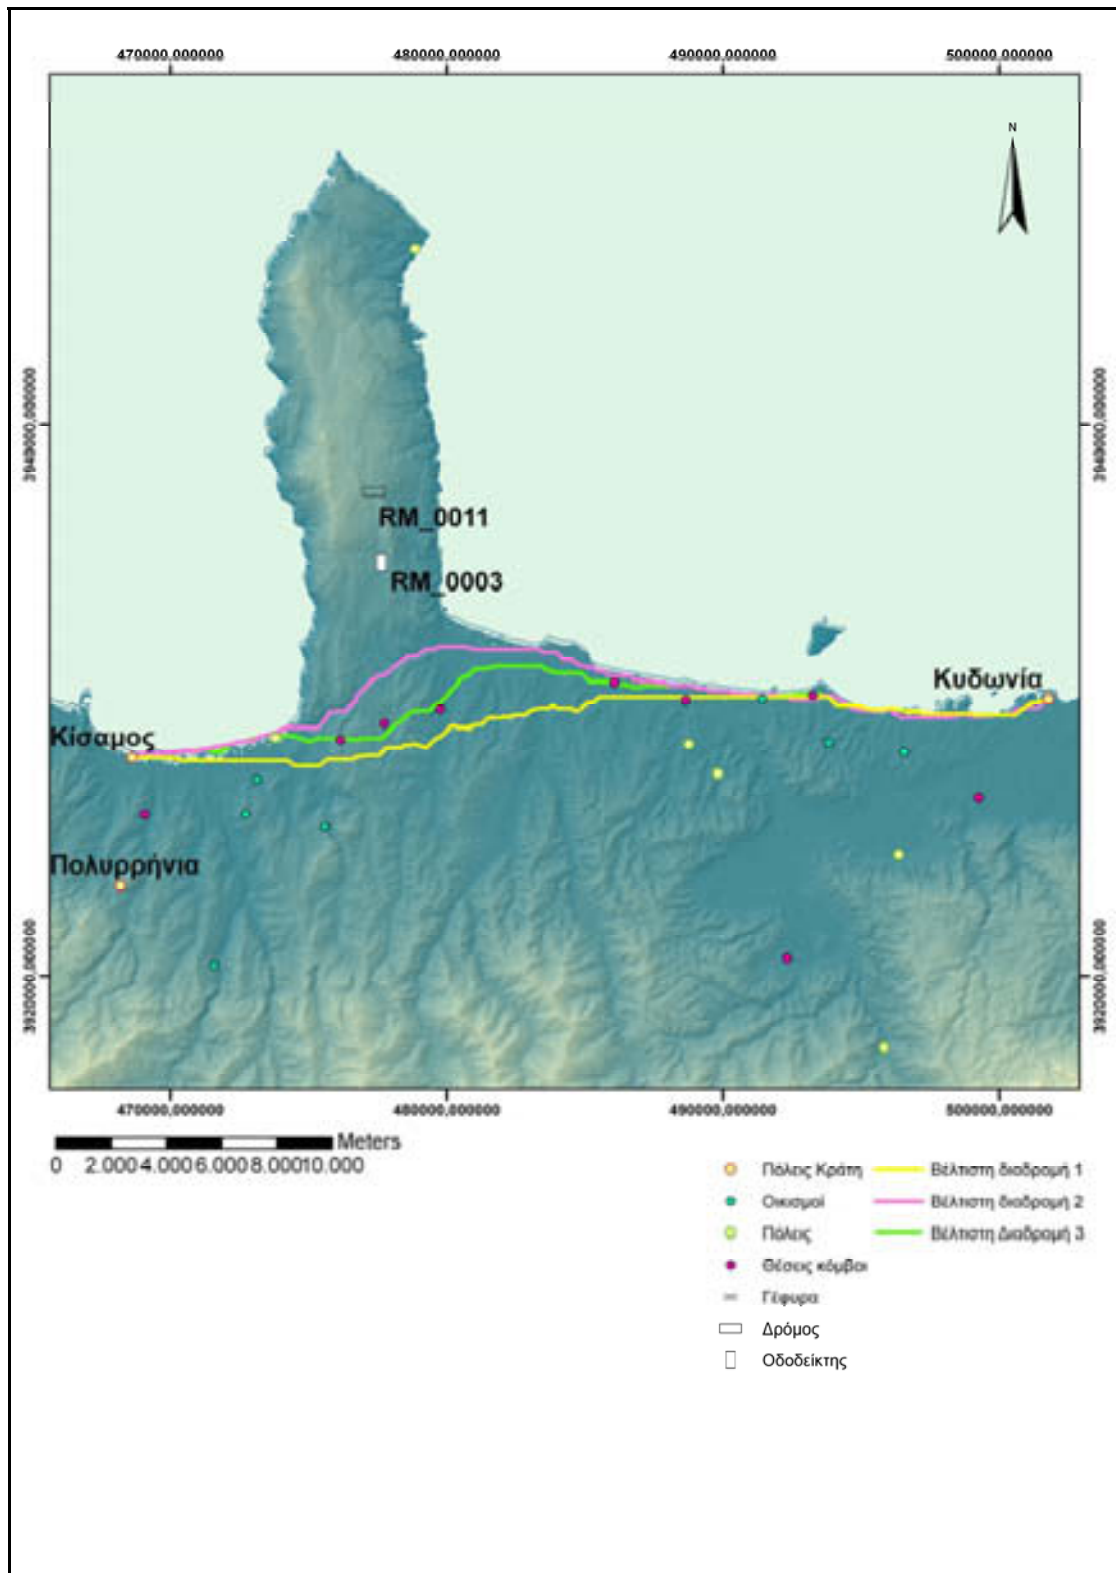 470000,000000 480000,000000 490000,000000 500000,000000
N
3940000,000000 3940000,000000
RM_0011
RM_0003
Κυδωνία
Κίσαμος
Πολυρρήνια
3920000,000000 3920000,000000
470000,000000 480000,000000 490000,000000 500000,000000
Meters
0 2.000 4.000 6.000 8.000 10.000
Πόλεις Κράτη Βέλτιστη διαδρομή 1
Οικισμοί Βέλτιστη διαδρομή 2
Πόλεις Βέλτιστη Διαδρομή 3
Θέσεις κόμβοι
Γέφυρα
Δρόμος
Οδοδείκτης